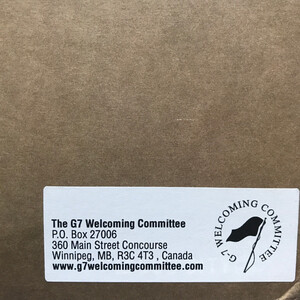 The G7 Welcoming Committee
P.O. Box 27006
360 Main Street Concourse
Winnipeg, MB, R3C 4T3 , Canada
www.g7welcomingcommittee.com
G-7 WELCOMING COMMITTEE